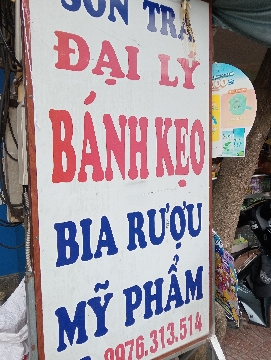 SƠN TRÀ
ĐẠI LÝ
BÁNH KẸO
BIA RƯỢU
MỸ PHẨM
0976.313.514